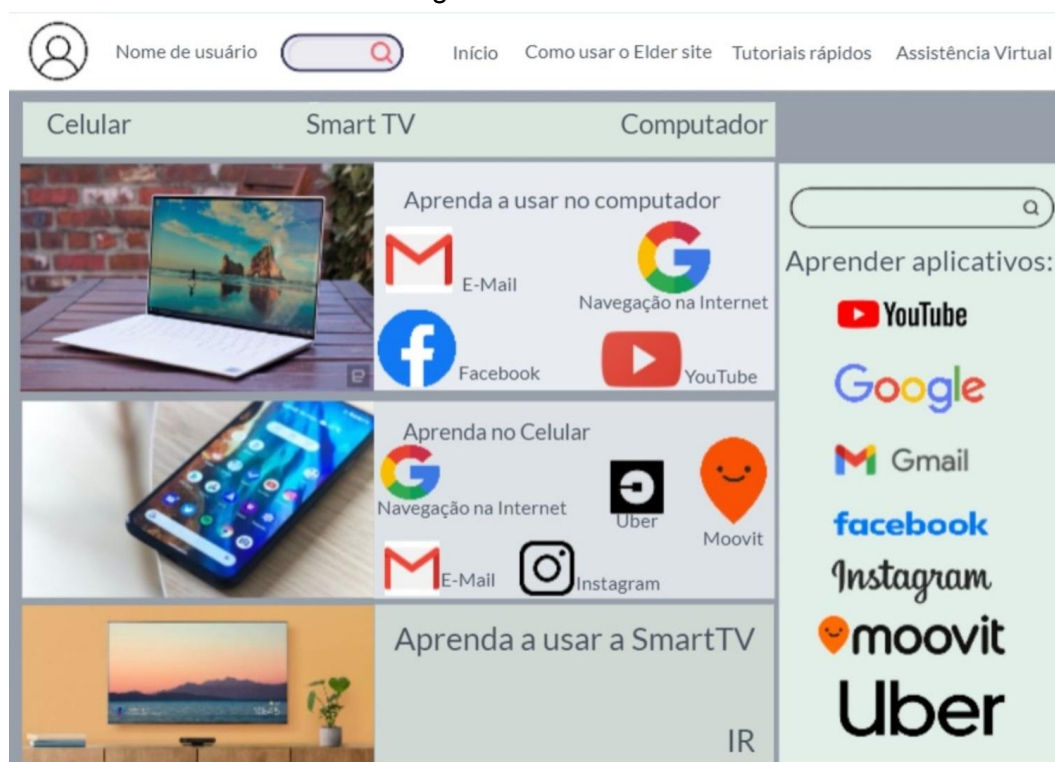 Nome de usuário Início Como usar o Elder site Tutoriais rápidos Assistência Virtual
Celular Smart TV Computador
Aprenda a usar no computador
E-Mail
Navegação na Internet
Facebook
YouTube
Aprenda no Celular
Navegação na Internet
Uber
Moovit
E-Mail
Instagram
Aprenda a usar a SmartTV
IR
Aprender aplicativos:
YouTube
Google
Gmail
facebook
Instagram
moovit
Uber